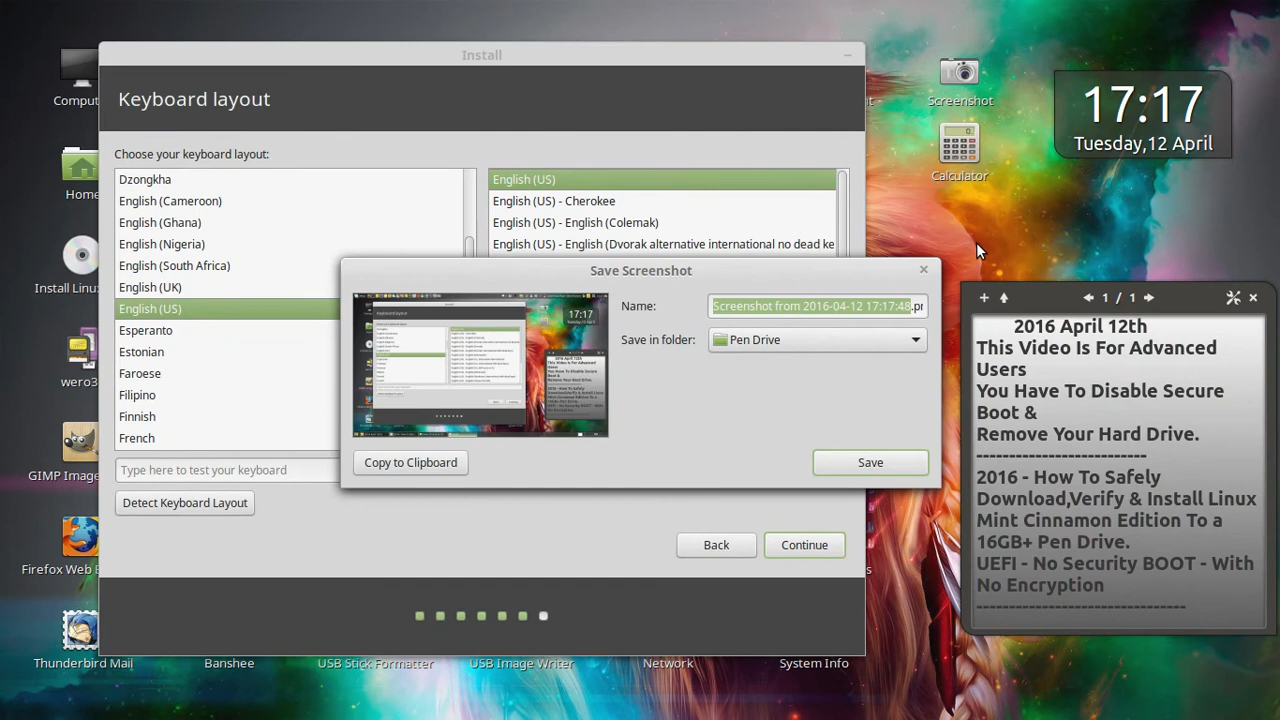 Install
Keyboard layout
Choose your keyboard layout:
Dzongkha
English (Cameroon)
English (Ghana)
English (Nigeria)
English (South Africa)
English (UK)
English (US)
Esperanto
Estonian
Faroese
Filipino
Finnish
French
English (US)
English (US) - Cherokee
English (US) - English (Colemak)
English (US) - English (Dvorak alternative international no dead ke
Type here to test your keyboard
Detect Keyboard Layout
Back
Continue
Save Screenshot
Name:
Screenshot from 2016-04-12 17:17:48.pr
Save in folder:
Pen Drive
Copy to Clipboard
Save
Comput
Home
Install Linu
wero3
GIMP Image
Firefox Web B
Thunderbird Mail
Banshee
USB Stick Formatter
USB Image Writer
Network
System Info
Screenshot
Calculator
17:17
Tuesday,12 April
1 / 1
2016 April 12th
This Video Is For Advanced
Users
You Have To Disable Secure
Boot &
Remove Your Hard Drive.
--------------------------
2016 - How To Safely
Download,Verify & Install Linux
Mint Cinnamon Edition To a
16GB+ Pen Drive.
UEFI - No Security BOOT - With
No Encryption
--------------------------------